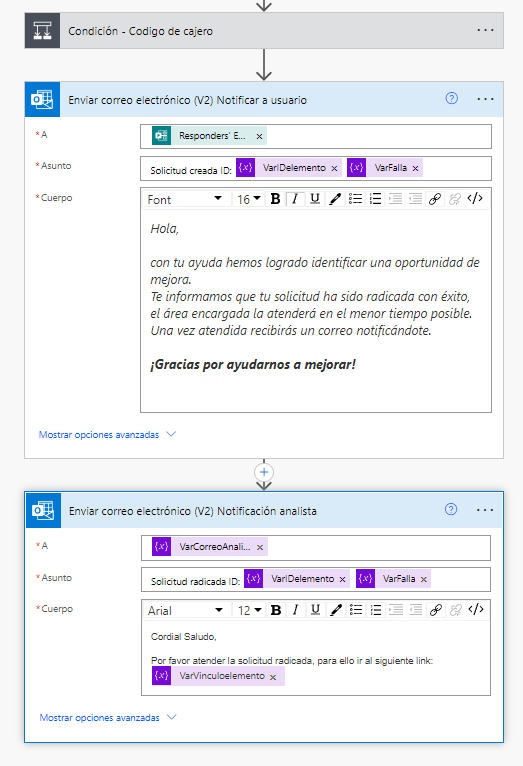 Condición - Codigo de cajero
Enviar correo electrónico (V2) Notificar a usuario
*A
Responders' E...
*Asunto
Solicitud creada ID: VarIDelemento VarFalla
*Cuerpo
Font 16 B I U </>
Hola,
con tu ayuda hemos logrado identificar una oportunidad de
mejora.
Te informamos que tu solicitud ha sido radicada con éxito,
el área encargada la atenderá en el menor tiempo posible.
Una vez atendida recibirás un correo notificándote.
¡Gracias por ayudarnos a mejorar!
Mostrar opciones avanzadas
Enviar correo electrónico (V2) Notificación analista
*A
VarCorreoAnali...
*Asunto
Solicitud radicada ID: VarIDelemento VarFalla
*Cuerpo
Arial 12 B I U </>
Cordial Saludo,
Por favor atender la solicitud radicada, para ello ir al siguiente link:
VarVinculoelemento
Mostrar opciones avanzadas